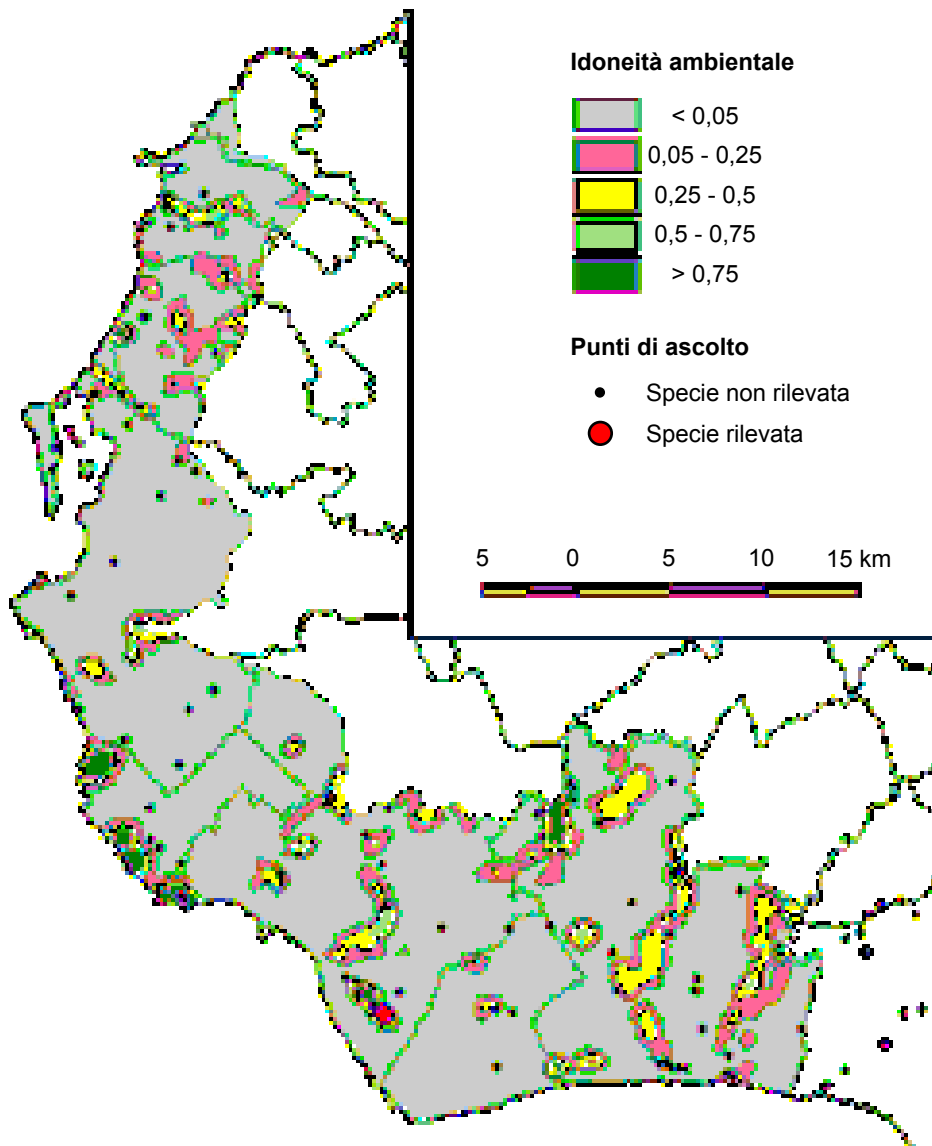 Idoneità ambientale
< 0,05
0,05 - 0,25
0,25 - 0,5
0,5 - 0,75
> 0,75
Punti di ascolto
Specie non rilevata
Specie rilevata
5 0 5 10 15 km